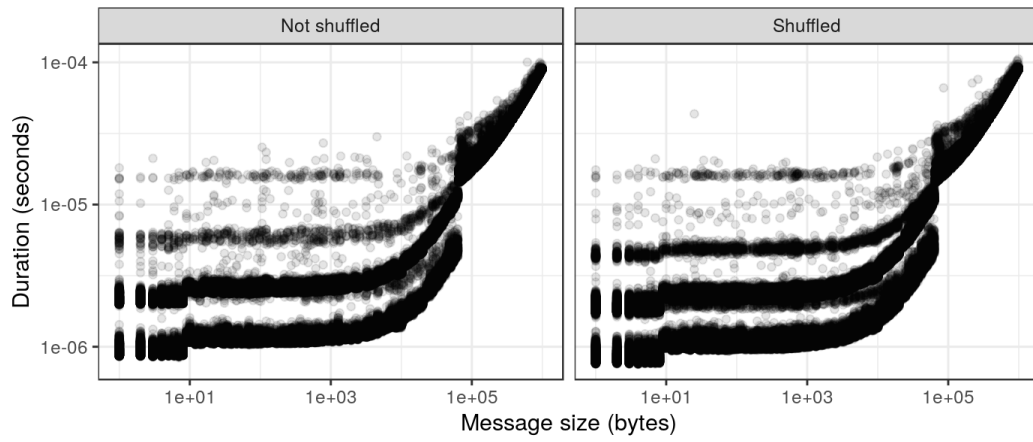 Not shuffled
Shuffled
Duration (seconds)
1e-04
1e-05
1e-06
1e+01
1e+03
1e+05
1e+01
1e+03
1e+05
Message size (bytes)